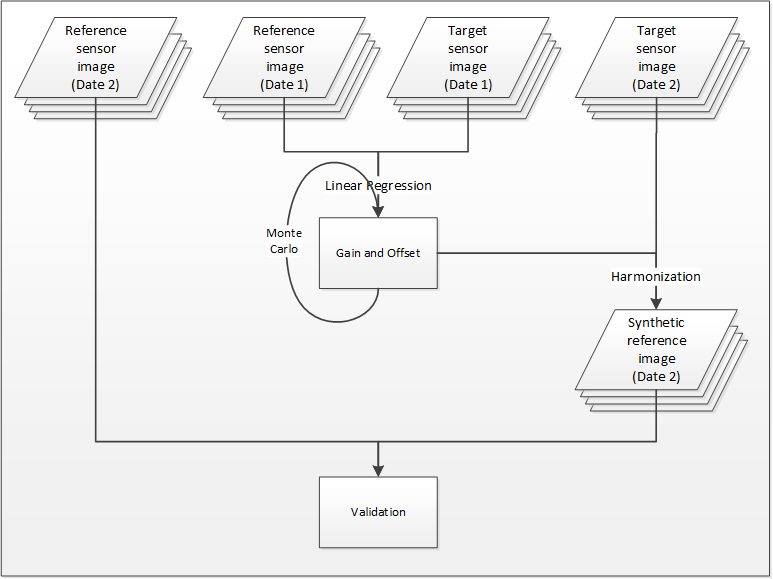 Reference
sensor
image
(Date 2)
Reference
sensor
image
(Date 1)
Target
sensor
image
(Date 1)
Target
sensor
image
(Date 2)
Linear Regression
Monte
Carlo
Gain and Offset
Harmonization
Synthetic
reference
image
(Date 2)
Validation